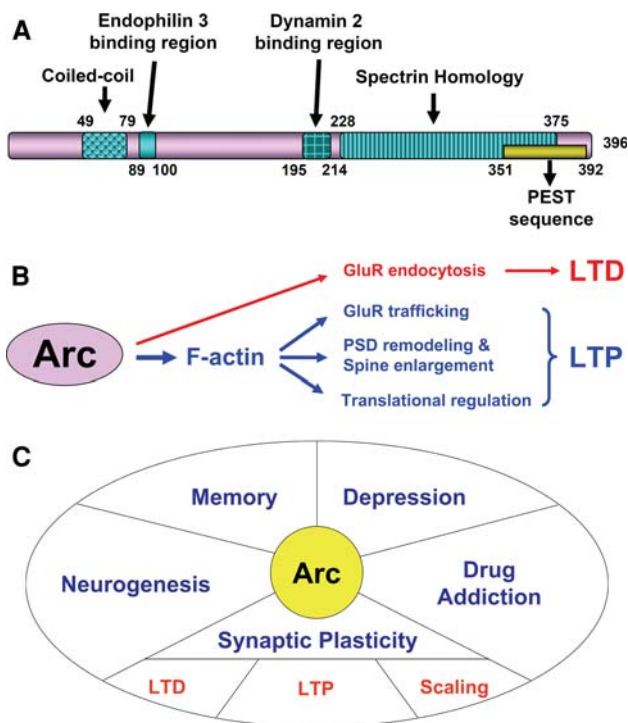 A
Endophilin 3
binding region
Dynamin 2
binding region
Coiled-coil
Spectrin Homology
49 79 228 375
396
89 100 195 214 351 392
PEST
sequence
B
GluR endocytosis LTD
GluR trafficking
Arc F-actin PSD remodeling & LTP
Spine enlargement
Translational regulation
C
Memory Depression
Arc
Neurogenesis Drug
Addiction
Synaptic Plasticity
LTD LTP Scaling